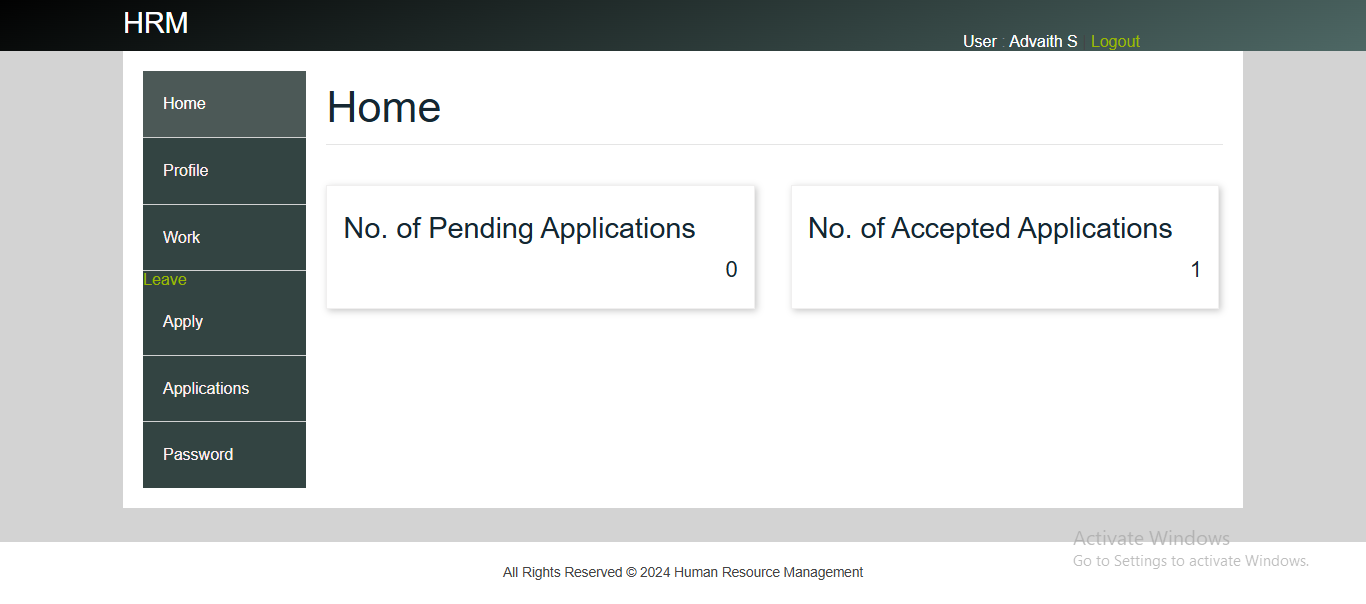 HRM
User : Advaith S | Logout
Home
Profile
Work
Leave
Apply
Applications
Password
Home
No. of Pending Applications
0
No. of Accepted Applications
1
Activate Windows
Go to Settings to activate Windows.
All Rights Reserved © 2024 Human Resource Management